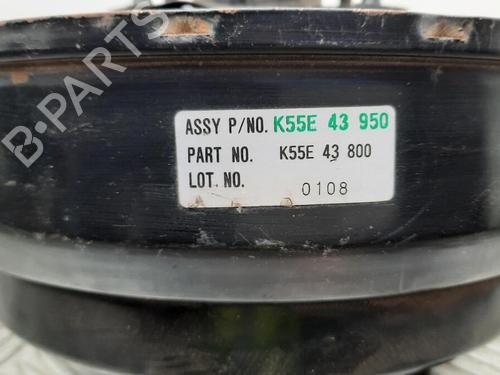 ASSY P/NO. K55E 43 950
PART NO. K55E 43 800
LOT. NO. 0108
B-PARTS